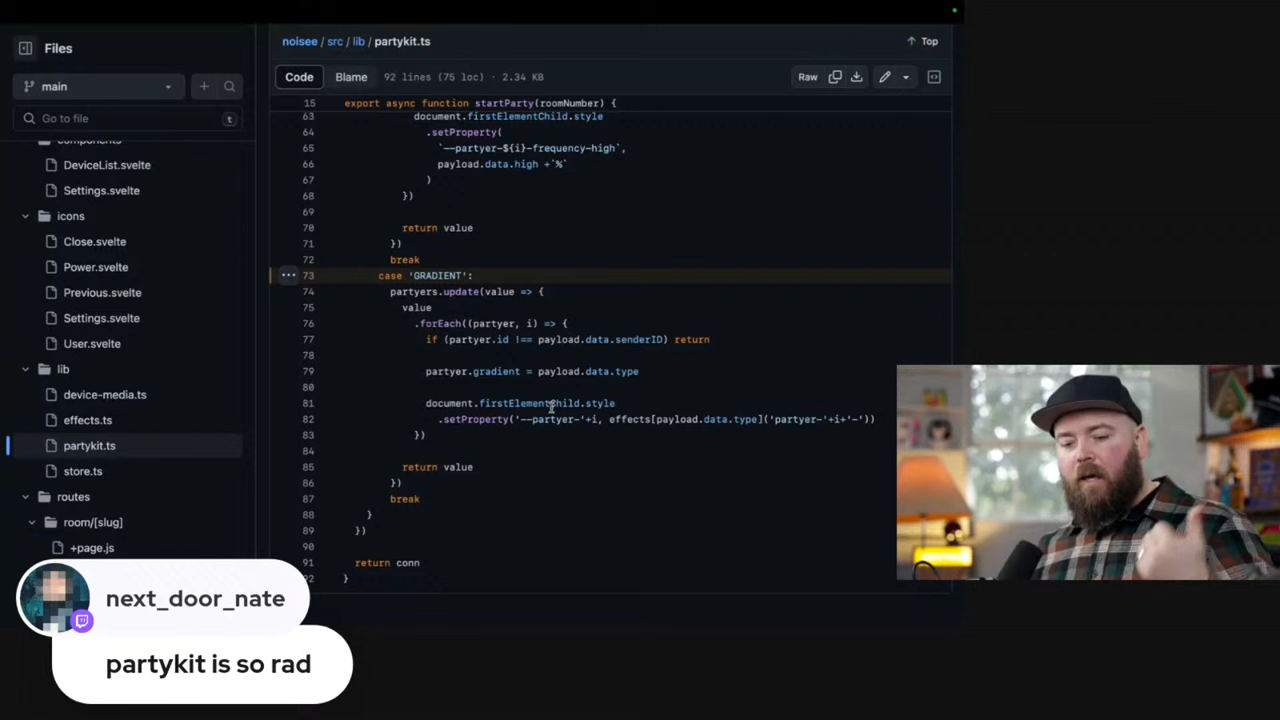 Files
main
Go to file
t
components
DeviceList.svelte
Settings.svelte
icons
Close.svelte
Power.svelte
Previous.svelte
Settings.svelte
User.svelte
lib
device-media.ts
effects.ts
partykit.ts
store.ts
routes
room/[slug]
+page.js
noisee / src / lib / partykit.ts
Top
Code Blame 92 lines (75 loc) · 2.34 KB
Raw
15 export async function startParty(roomNumber) {
63 document.firstElementChild.style
64 .setProperty(
65 `--partyer-${i}-frequency-high`,
66 payload.data.high +`%`
67 )
68 })
69
70 return value
71 })
72 break
73 case 'GRADIENT':
74 partyers.update(value => {
75 value
76 .forEach((partyer, i) => {
77 if (partyer.id !== payload.data.senderID) return
78
79 partyer.gradient = payload.data.type
80
81 document.firstElementChild.style
82 .setProperty('--partyer-'+i, effects[payload.data.type]('partyer-'+i+'-'))
83 })
84
85 return value
86 })
87 break
88 }
89 })
90
91 return conn
92 }
next_door_nate
partykit is so rad